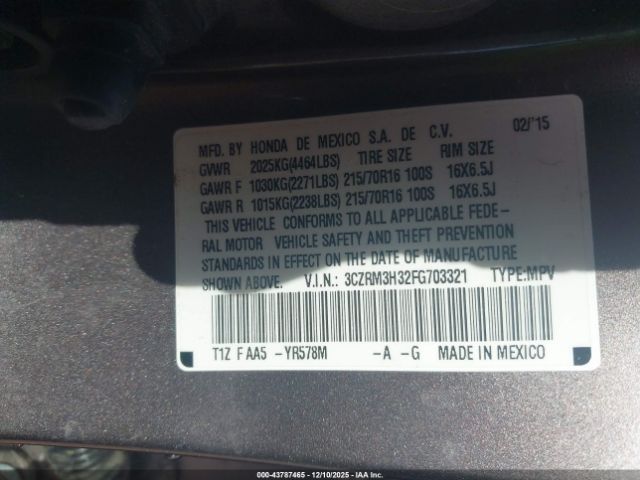 MFD. BY HONDA DE MEXICO S.A. DE C.V. 02/'15
GVWR 2025KG(4464LBS) TIRE SIZE RIM SIZE
GAWR F 1030KG(2271LBS) 215/70R16 100S 16X6.5J
GAWR R 1015KG(2238LBS) 215/70R16 100S 16X6.5J
THIS VEHICLE CONFORMS TO ALL APPLICABLE FEDE-
RAL MOTOR VEHICLE SAFETY AND THEFT PREVENTION
STANDARDS IN EFFECT ON THE DATE OF MANUFACTURE
SHOWN ABOVE. V.I.N.: 3CZRM3H32FG703321 TYPE:MPV
T1Z F AA5 -YR578M -A -G MADE IN MEXICO
000-43787465 - 12/10/2025 - IAAI.com